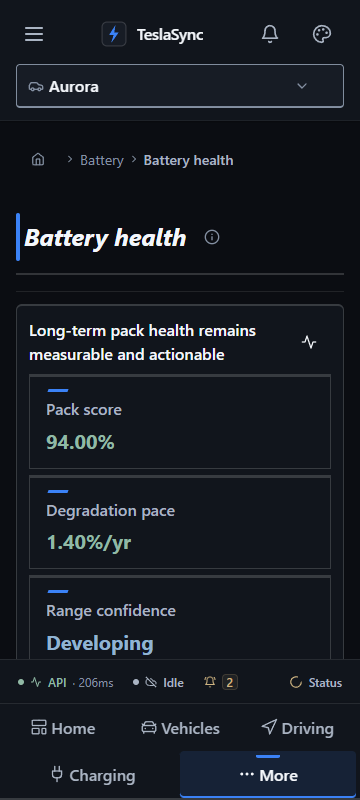 TeslaSync
Aurora
Battery
Battery health
Battery health
Long-term pack health remains
measurable and actionable
Pack score
94.00%
Degradation pace
1.40%/yr
Range confidence
Developing
API · 206ms
Idle
2
Status
Home
Vehicles
Driving
Charging
More